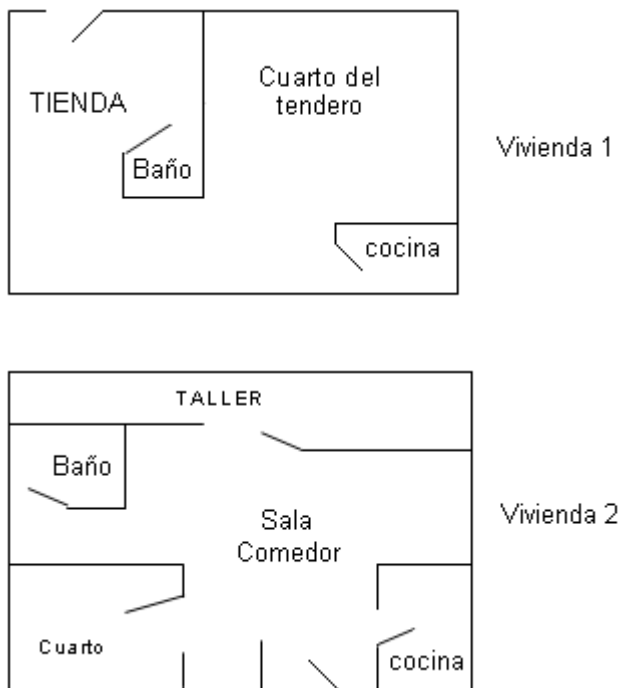 TIENDA
Cuarto del
tendero
Baño
Vivienda 1
cocina
TALLER
Baño
Sala
Comedor
Vivienda 2
Cuarto
cocina